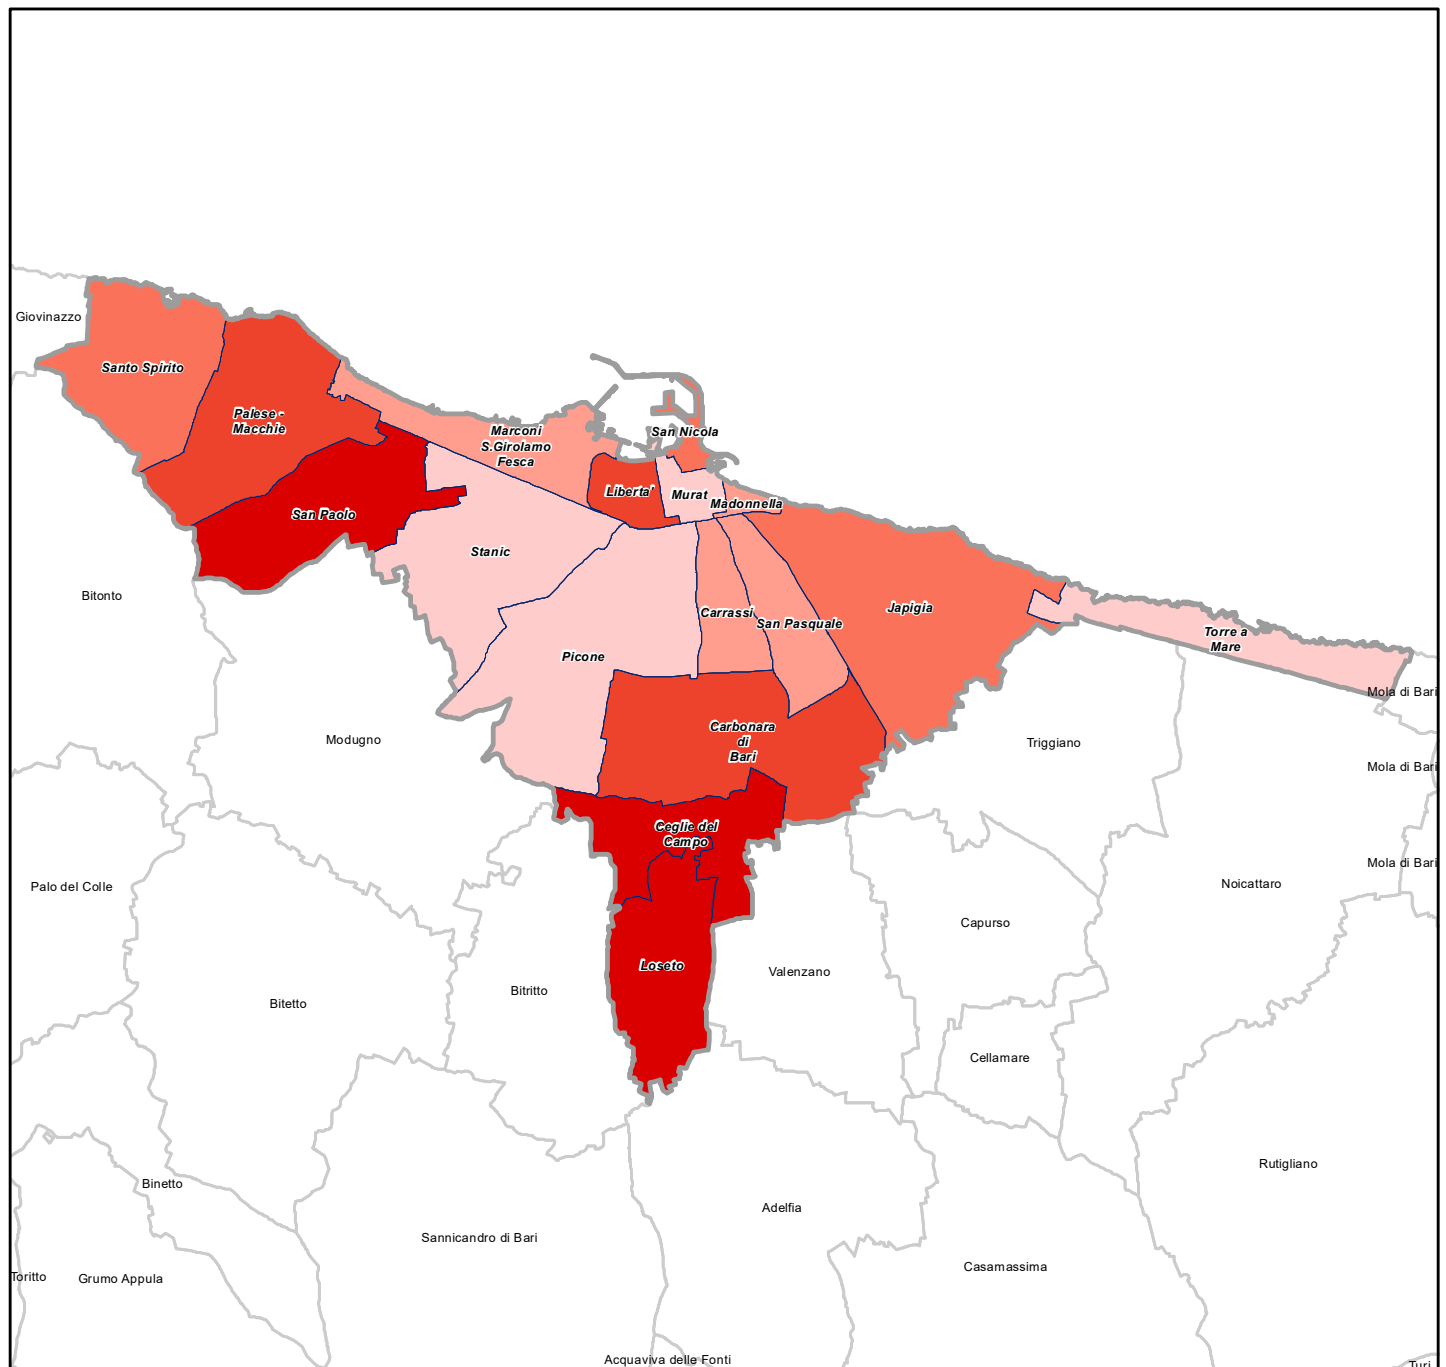 Giovinazzo
Santo Spirito
Palese -
Macchie
Marconi
S.Girolamo
Fesca
San Nicola
Liberta'
Murat
Madonnella
San Paolo
Stanic
Bitonto
Carrassi
San Pasquale
Japigia
Torre a
Mare
Picone
Mola di Bari
Modugno
Carbonara
di
Bari
Triggiano
Mola di Bari
Ceglie del
Campo
Mola di Bari
Palo del Colle
Noicattaro
Capurso
Loseto
Valenzano
Bitetto
Bitritto
Cellamare
Rutigliano
Binetto
Adelfia
Sannicandro di Bari
Casamassima
Toritto
Grumo Appula
Acquaviva delle Fonti
Turi